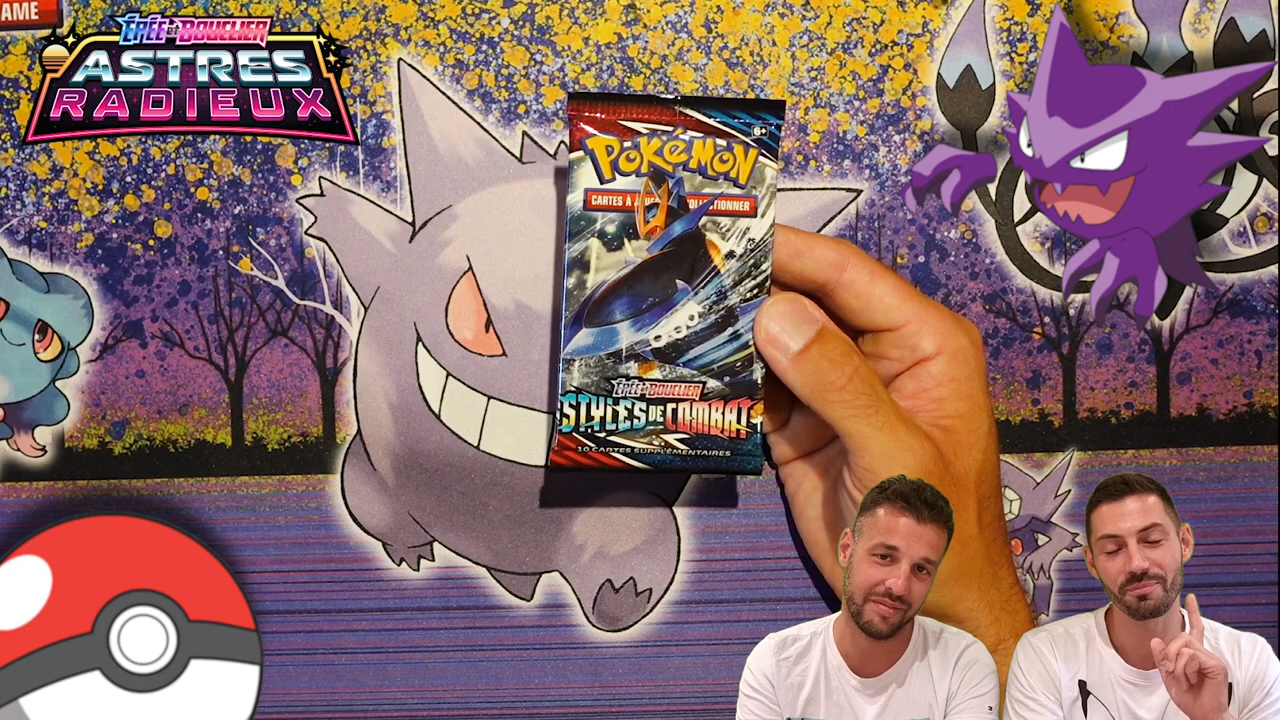 AME
ÉPÉE ET BOUCLIER
ASTRES
RADIEUX
6+
POKéMON
CARTES À COLLECTIONNER
ÉPÉE ET BOUCLIER
STYLES DE COMBAT
10 CARTES SUPPLÉMENTAIRES